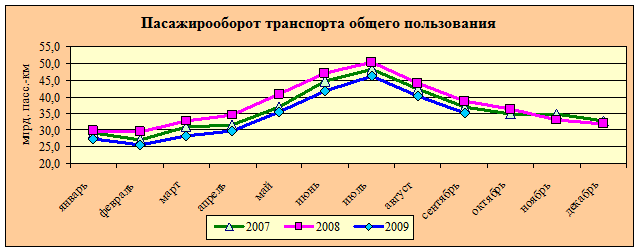 Пасажирооборот транспорта общего пользования
млрд. пасс.-км
55,0
50,0
45,0
40,0
35,0
30,0
25,0
20,0
январь
февраль
март
апрель
май
июнь
июль
август
сентябрь
октябрь
ноябрь
декабрь
2007 2008 2009